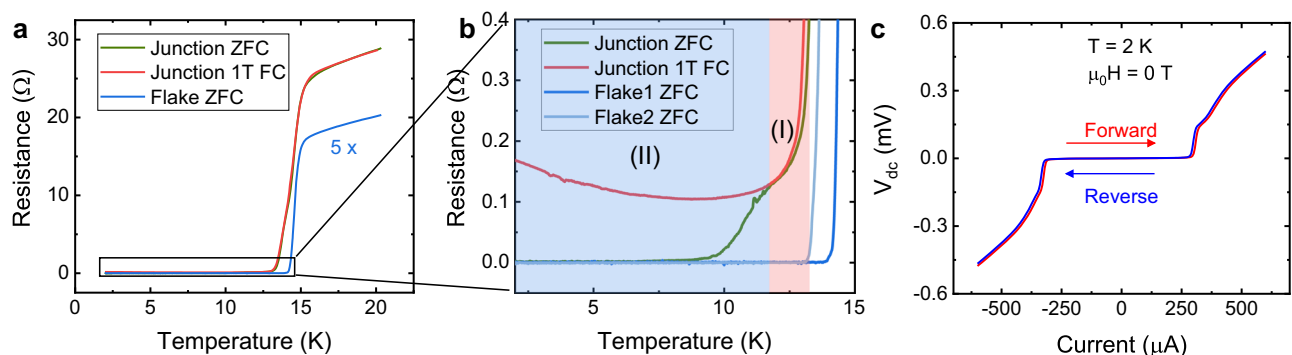 a
Junction ZFC
Junction 1T FC
Flake ZFC
5 x
30
20
10
0
0
5
10
15
20
Resistance (Ω)
Temperature (K)
b
Junction ZFC
Junction 1T FC
Flake1 ZFC
Flake2 ZFC
(I)
(II)
0.4
0.3
0.2
0.1
0.0
5
10
15
Resistance (Ω)
Temperature (K)
c
T = 2 K
μ₀H = 0 T
Forward
Reverse
0.6
0.3
0.0
-0.3
-0.6
-500
-250
0
250
500
V_dc (mV)
Current (μA)